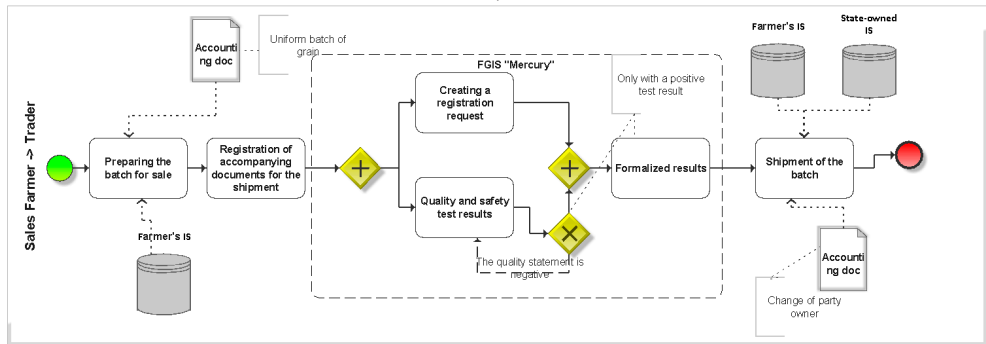 Sales Farmer -> Trader
Accounti
ng doc
Uniform batch of
grain
Preparing the
batch for sale
Farmer's IS
Registration of
accompanying
documents for the
shipment
FGIS "Mercury"
Creating a
registration
request
Quality and safety
test results
The quality statement is
negative
Only with a positive
test result
Formalized results
Farmer's IS
State-owned
IS
Shipment of the
batch
Accounti
ng doc
Change of party
owner